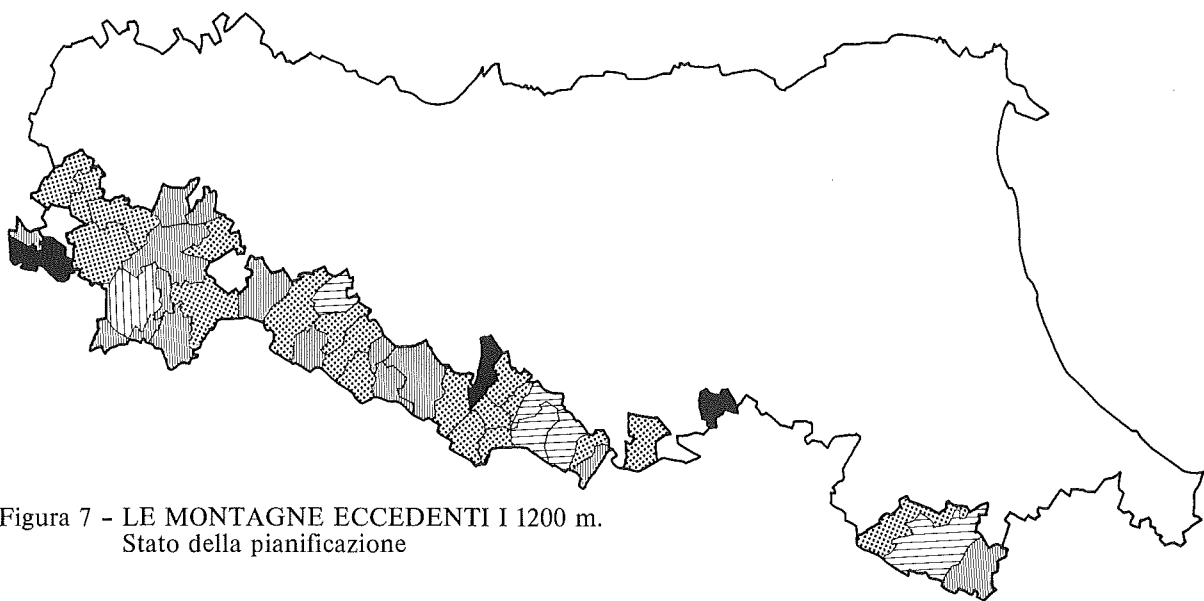 Figura 7 - LE MONTAGNE ECCEDENTI I 1200 m.
Stato della pianificazione